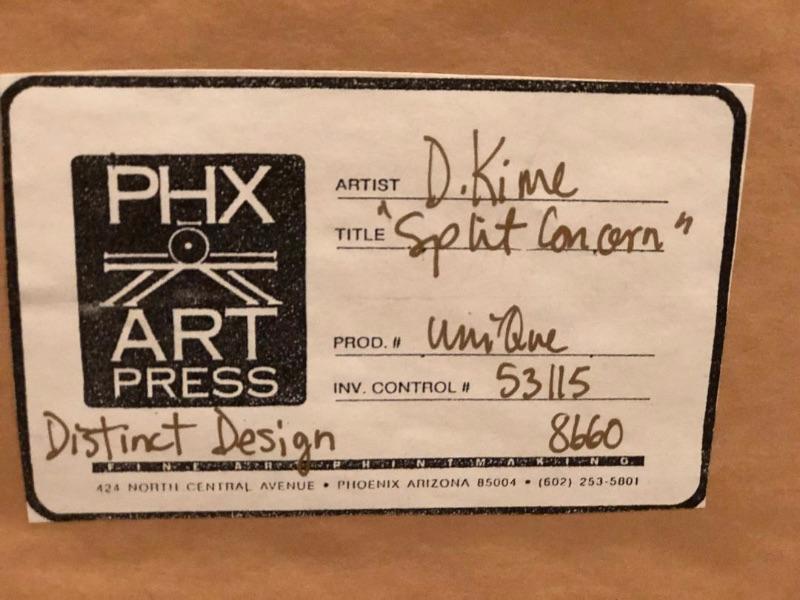 PHX
ART
PRESS
ARTIST D. Kime
TITLE "Split Concern"
PROD. # uniQue
INV. CONTROL # 53115
Distinct Design 8660
FINE ART PRINTMAKING
424 NORTH CENTRAL AVENUE • PHOENIX ARIZONA 85004 • (602) 253-5801